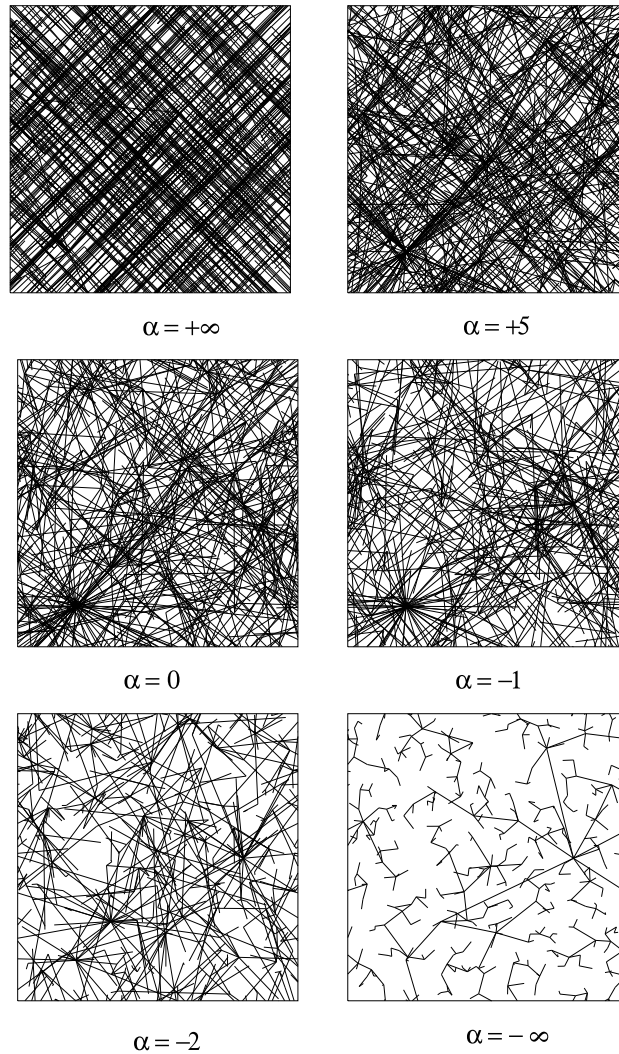 α = +∞
α = +5
α = 0
α = −1
α = −2
α = − ∞